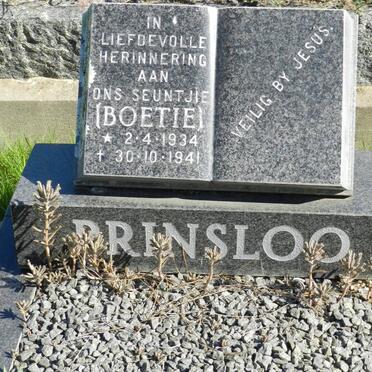 IN
LIEFDEVOLLE
HERINNERING
AAN
ONS SEUNTJIE
(BOETIE)
★ 2-4-1934
✝ 30-10-1941
VEILIG BY JESUS.
PRINSLOO